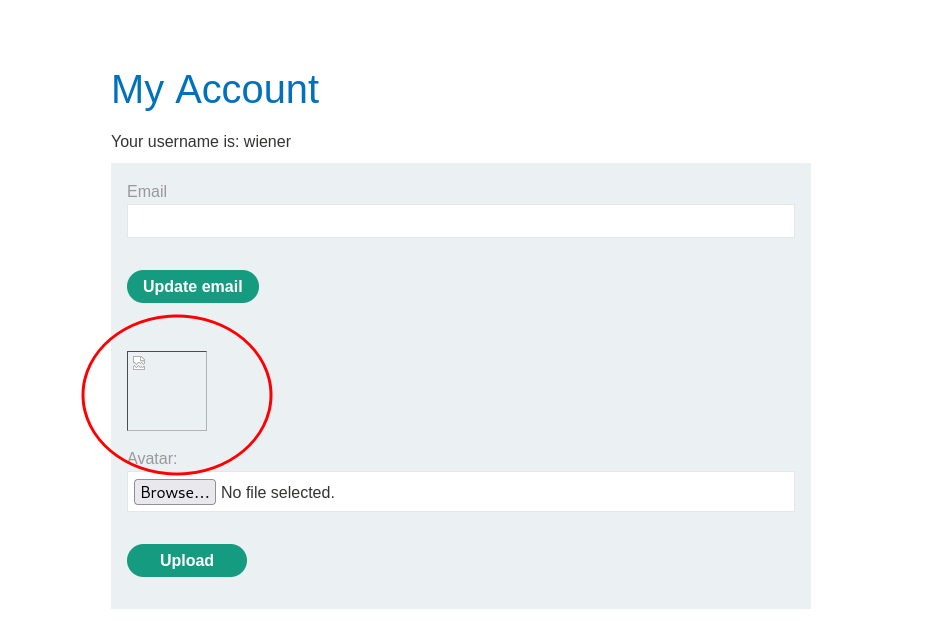 My Account
Your username is: wiener
Email
Update email
Avatar:
Browse... No file selected.
Upload